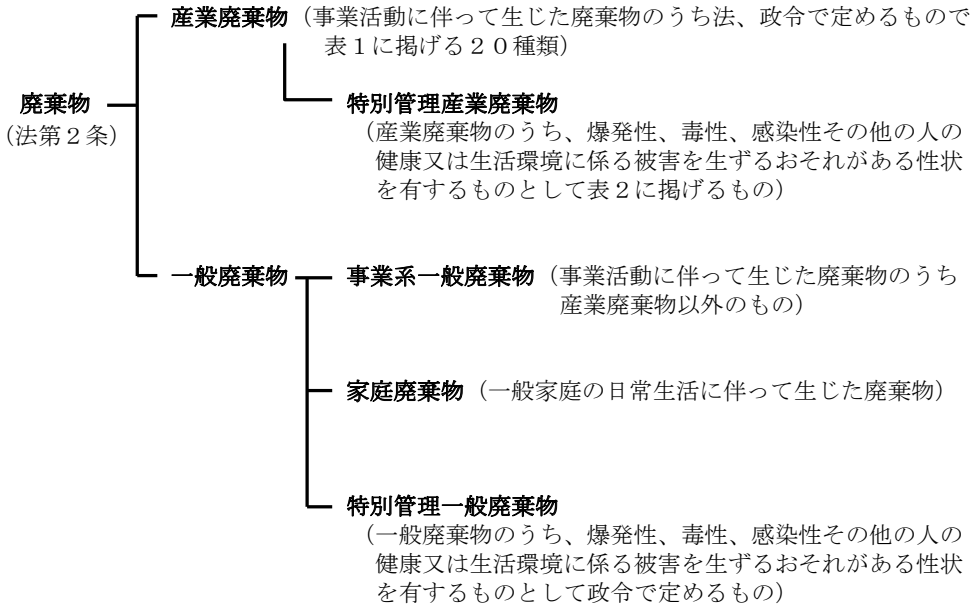 産業廃棄物（事業活動に伴って生じた廃棄物のうち法、政令で定めるもので
表１に掲げる２０種類）
廃棄物
（法第２条）
特別管理産業廃棄物
（産業廃棄物のうち、爆発性、毒性、感染性その他の人の
健康又は生活環境に係る被害を生ずるおそれがある性状
を有するものとして表２に掲げるもの）
一般廃棄物
事業系一般廃棄物（事業活動に伴って生じた廃棄物のうち
産業廃棄物以外のもの）
家庭廃棄物（一般家庭の日常生活に伴って生じた廃棄物）
特別管理一般廃棄物
（一般廃棄物のうち、爆発性、毒性、感染性その他の人の
健康又は生活環境に係る被害を生ずるおそれがある性状
を有するものとして政令で定めるもの）